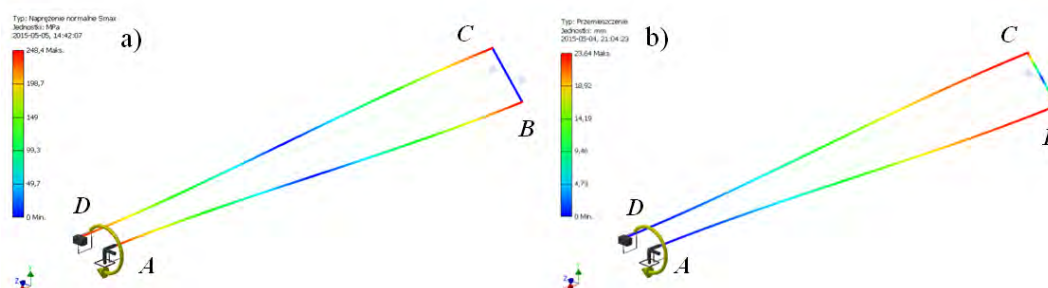 Typ: Naprężenie normalne Smax
Jednostki: MPa
2015-05-05, 14:42:07
a)
248,4 Maks.
198,7
149
99,3
49,7
0 Min.
C
B
D
A
Typ: Przemieszczenie
Jednostki: mm
2015-05-04, 21:04:23
b)
23,64 Maks.
18,92
14,19
9,46
4,73
0 Min.
C
D
A